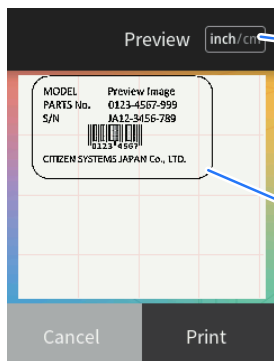 Preview inch/cm
MODEL Preview Image
PARTS No. 0123-4567-999
S/N JA12-3456-789
0123 4567
CITIZEN SYSTEMS JAPAN Co., LTD.
Cancel Print